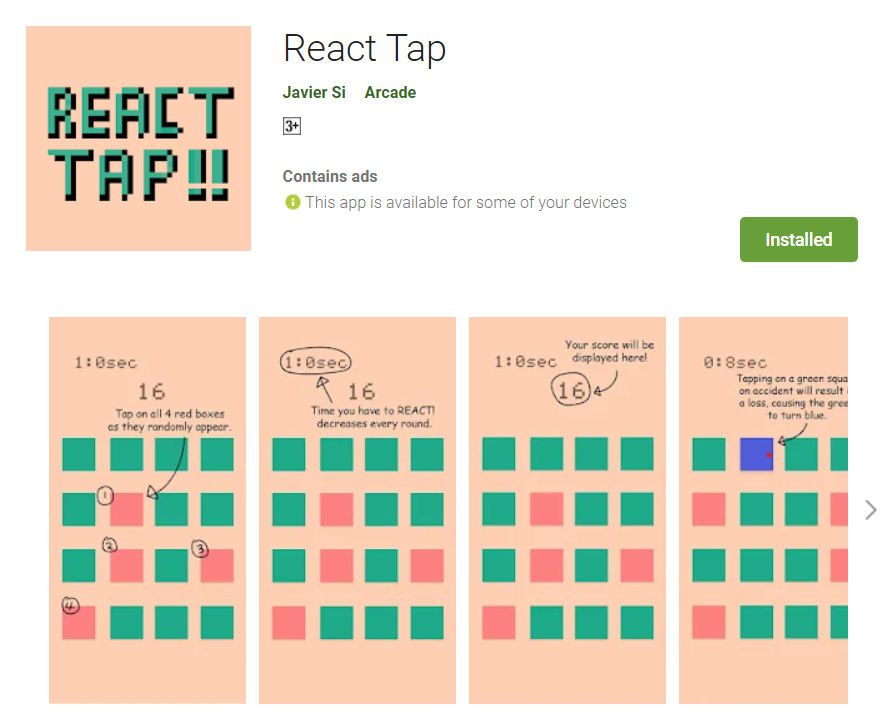 REACT
TAP!!
React Tap
Javier Si Arcade
3+
Contains ads
This app is available for some of your devices
Installed
1:0sec
16
Tap on all 4 red boxes
as they randomly appear.
1
2
3
4
1:0sec
16
Time you have to REACT!
decreases every round.
Your score will be
1:0sec displayed here!
16
0:8sec
Tapping on a green squa
on accident will result
a loss, causing the gree
to turn blue.